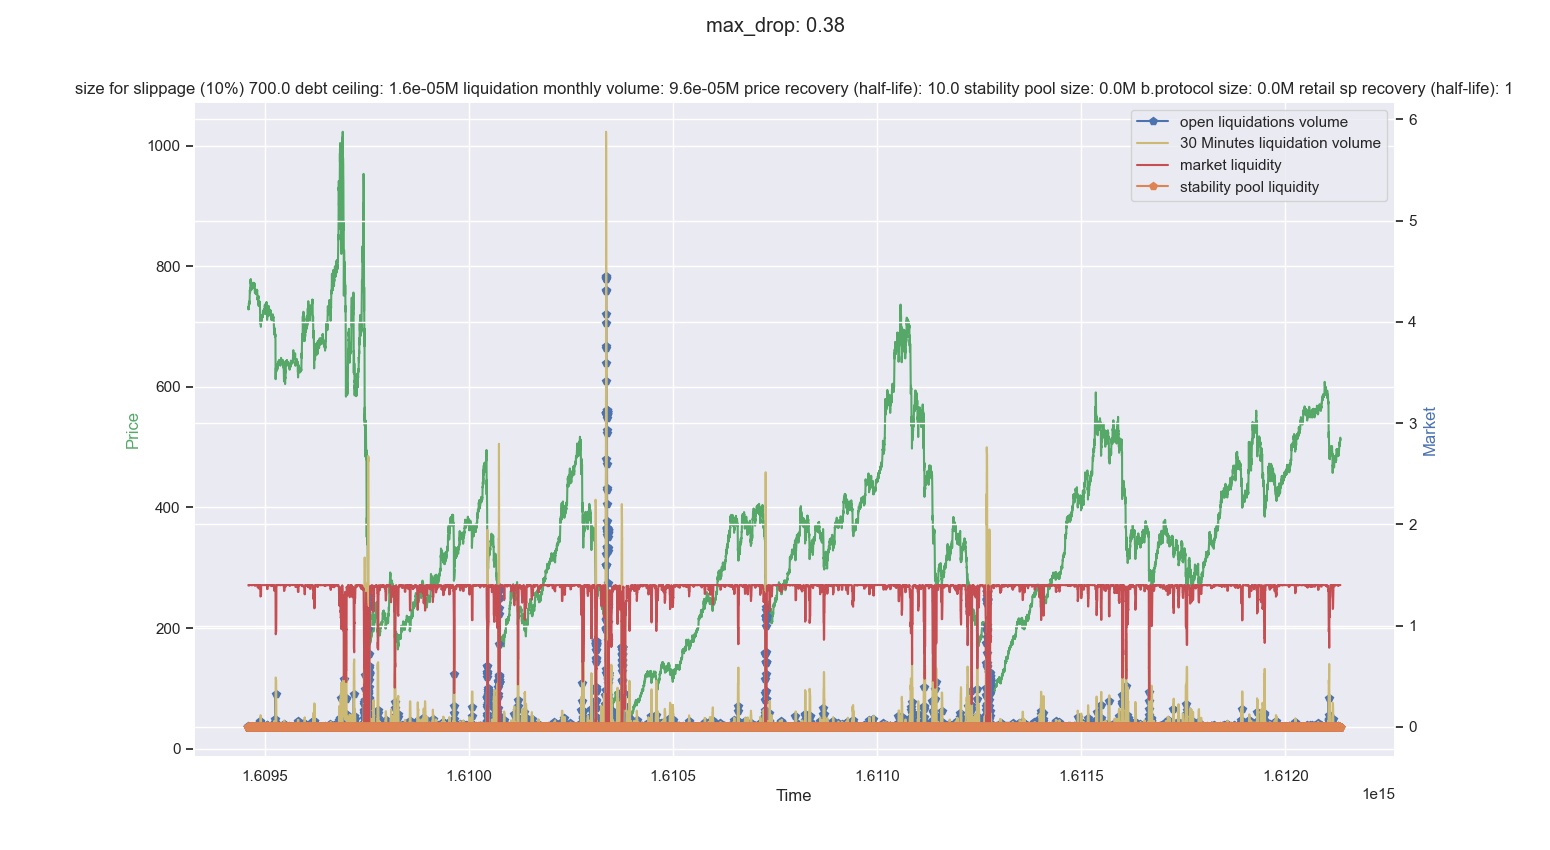 max_drop: 0.38
size for slippage (10%) 700.0 debt ceiling: 1.6e-05M liquidation monthly volume: 9.6e-05M price recovery (half-life): 10.0 stability pool size: 0.0M b.protocol size: 0.0M retail sp recovery (half-life): 1
open liquidations volume
30 Minutes liquidation volume
market liquidity
stability pool liquidity
1000
800
600
400
200
0
Price
6
5
4
3
2
1
0
Market
1.6095 1.6100 1.6105 1.6110 1.6115 1.6120
Time
1e15